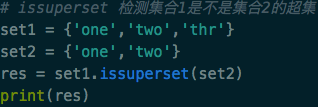 # issuperset 检测集合1是不是集合2的超集
set1 = {'one','two','thr'}
set2 = {'one','two'}
res = set1.issuperset(set2)
print(res)